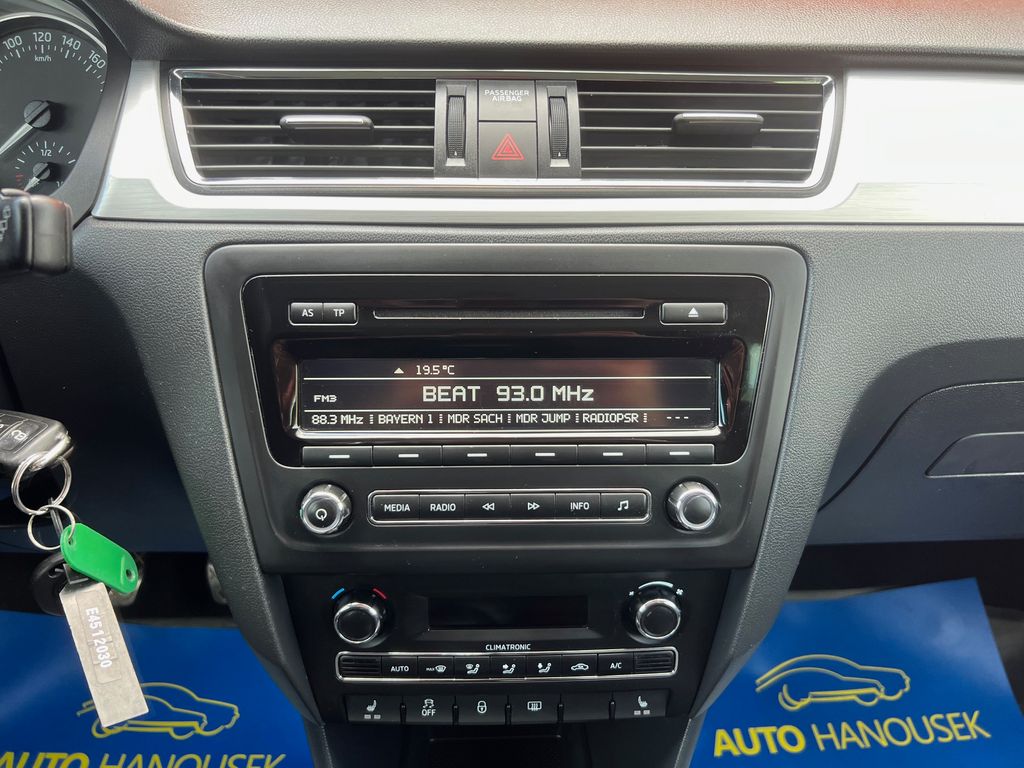 100 120 140 160
km/h
1/2
1
PASSENGER
AIRBAG
AS TP
19.5°C
BEAT 93.0 MHz
FM3
88.3 MHz BAYERN 1 MDR SACH MDR JUMP RADIOPSR ---
MEDIA RADIO INFO
E4512030
CLIMATRONIC
AUTO MAX A/C
OFF
AUTO HANOUSEK
AUTO HANOUSEK